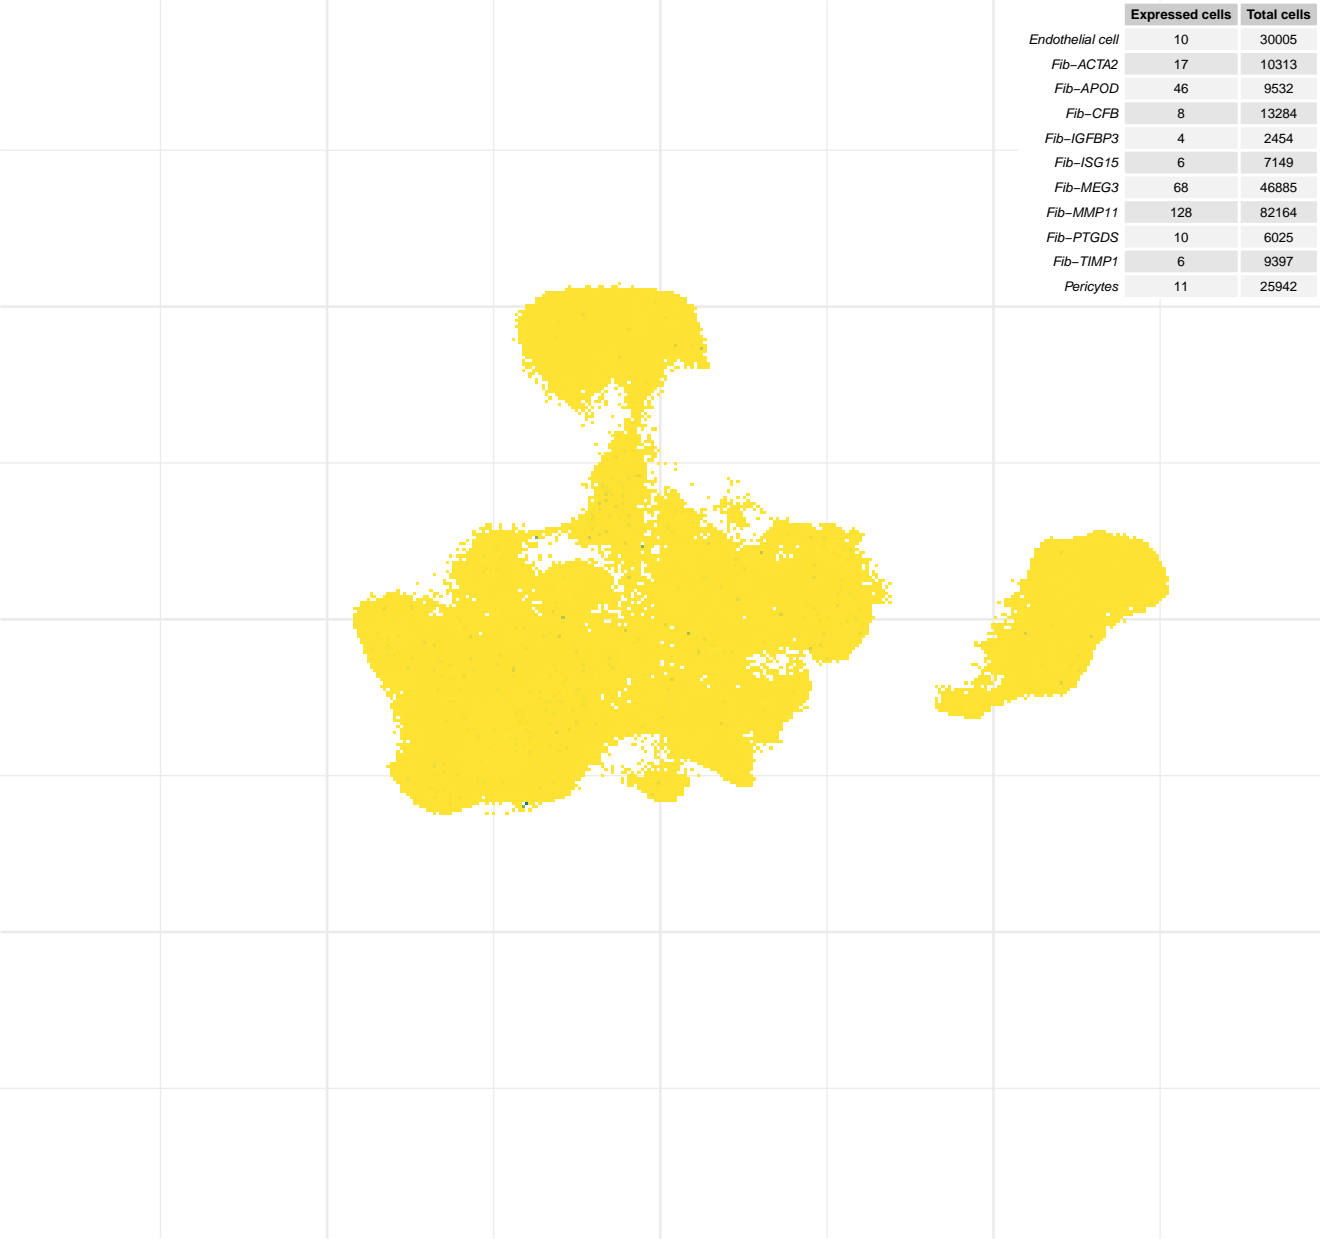 Expressed cells Total cells
Endothelial cell 10 30005
Fib−ACTA2 17 10313
Fib−APOD 46 9532
Fib−CFB 8 13284
Fib−IGFBP3 4 2454
Fib−ISG15 6 7149
Fib−MEG3 68 46885
Fib−MMP11 128 82164
Fib−PTGDS 10 6025
Fib−TIMP1 6 9397
Pericytes 11 25942